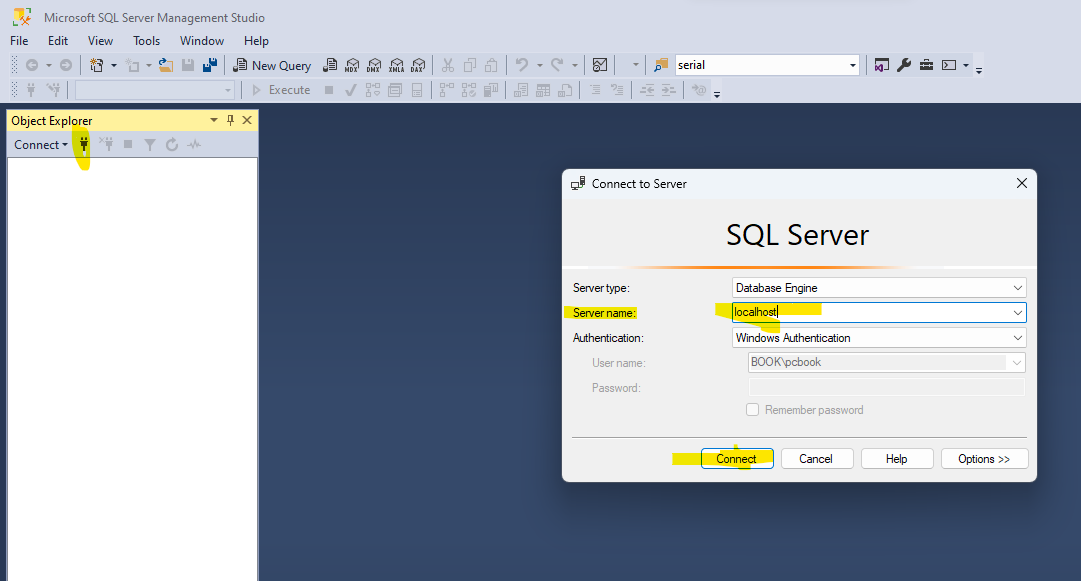 Microsoft SQL Server Management Studio
File Edit View Tools Window Help
New Query MDX DMX XMLA DAX serial
Execute
Object Explorer
Connect
Connect to Server
SQL Server
Server type: Database Engine
Server name: localhost
Authentication: Windows Authentication
User name: BOOK\pcbook
Password:
Remember password
Connect Cancel Help Options >>